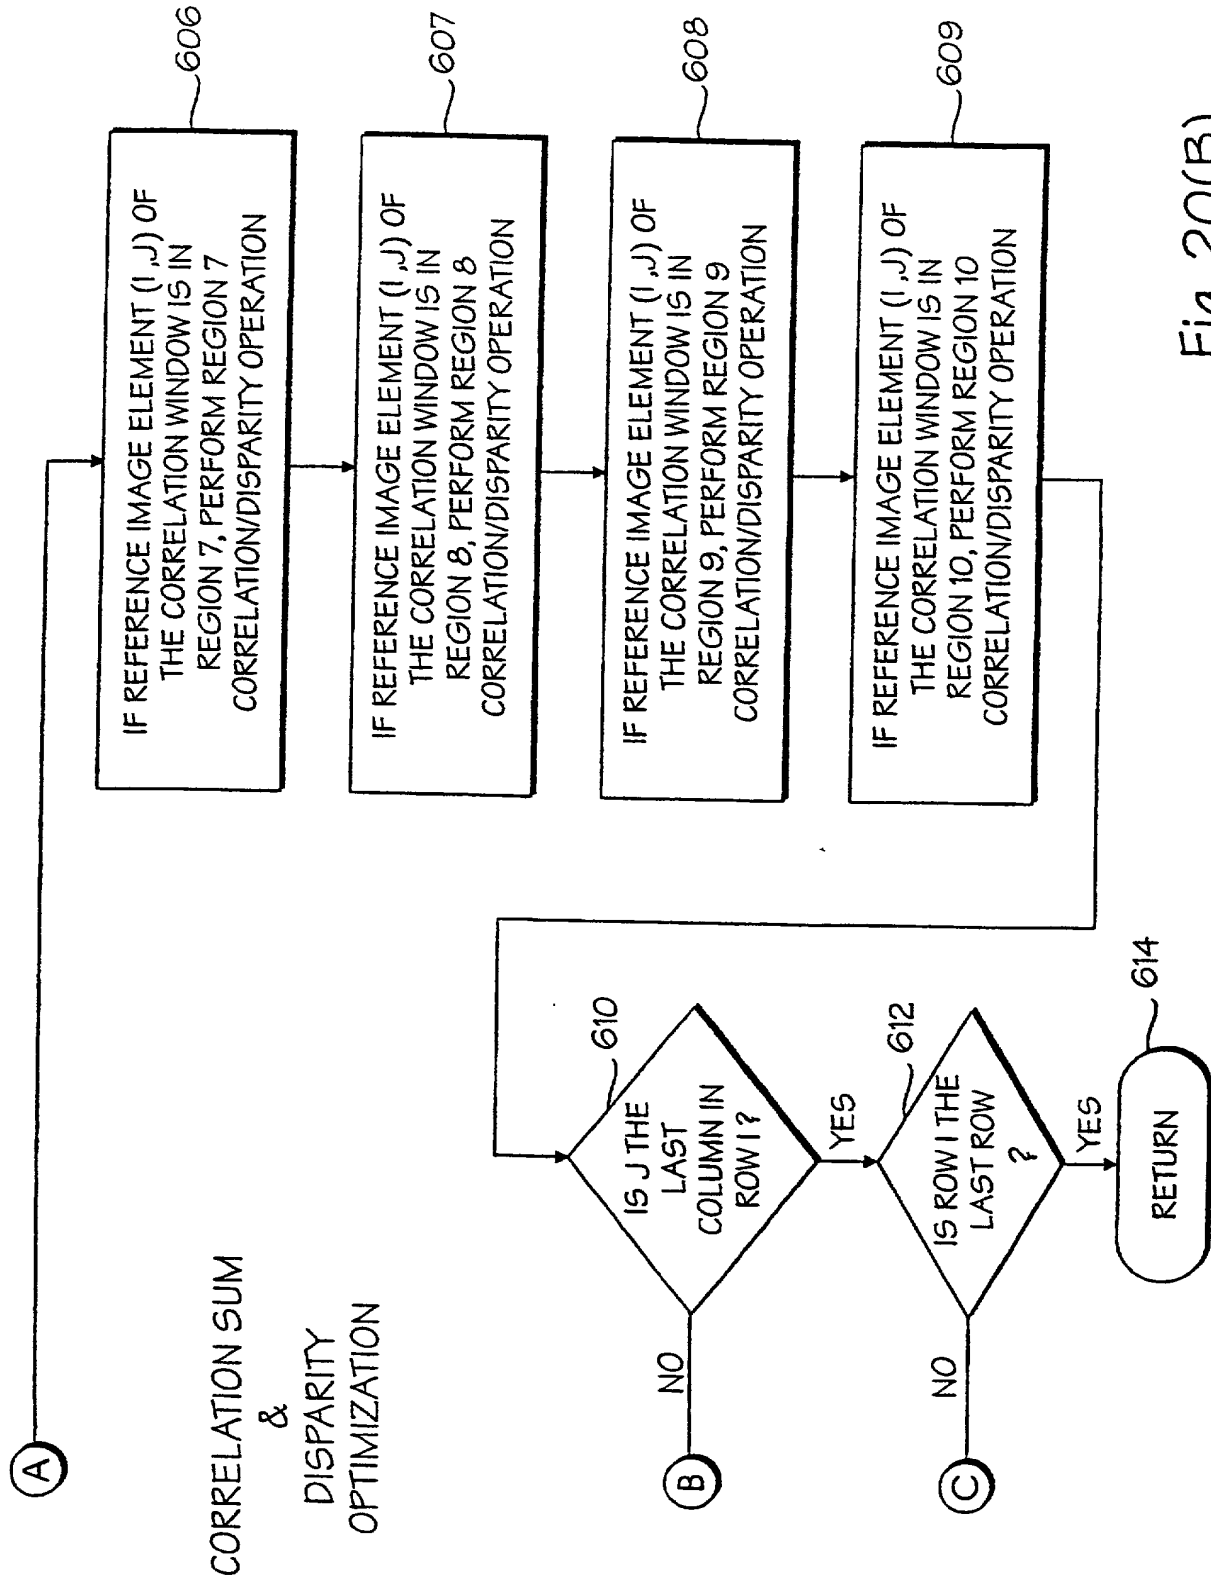 A
CORRELATION SUM
&
DISPARITY
OPTIMIZATION
606
IF REFERENCE IMAGE ELEMENT (I ,J) OF
THE CORRELATION WINDOW IS IN
REGION 7, PERFORM REGION 7
CORRELATION/DISPARITY OPERATION
607
IF REFERENCE IMAGE ELEMENT (I ,J) OF
THE CORRELATION WINDOW IS IN
REGION 8, PERFORM REGION 8
CORRELATION/DISPARITY OPERATION
608
IF REFERENCE IMAGE ELEMENT (I ,J) OF
THE CORRELATION WINDOW IS IN
REGION 9, PERFORM REGION 9
CORRELATION/DISPARITY OPERATION
609
IF REFERENCE IMAGE ELEMENT (I ,J) OF
THE CORRELATION WINDOW IS IN
REGION 10, PERFORM REGION 10
CORRELATION/DISPARITY OPERATION
610
IS J THE
LAST
COLUMN IN
ROW I?
NO
B
YES
612
IS ROW I THE
LAST ROW
?
NO
C
YES
614
RETURN
Fig. 20(B)